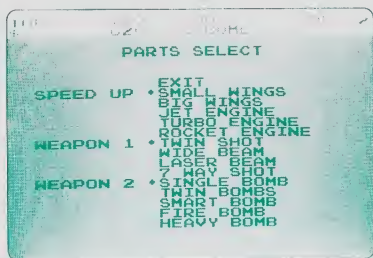 PARTS SELECT
EXIT
SPEED UP •SMALL WINGS
BIG WINGS
JET ENGINE
TURBO ENGINE
ROCKET ENGINE
WEAPON 1 •TWIN SHOT
WIDE BEAM
LASER BEAM
7 WAY SHOT
WEAPON 2 •SINGLE BOMB
TWIN BOMBS
SMART BOMB
FIRE BOMB
HEAVY BOMB